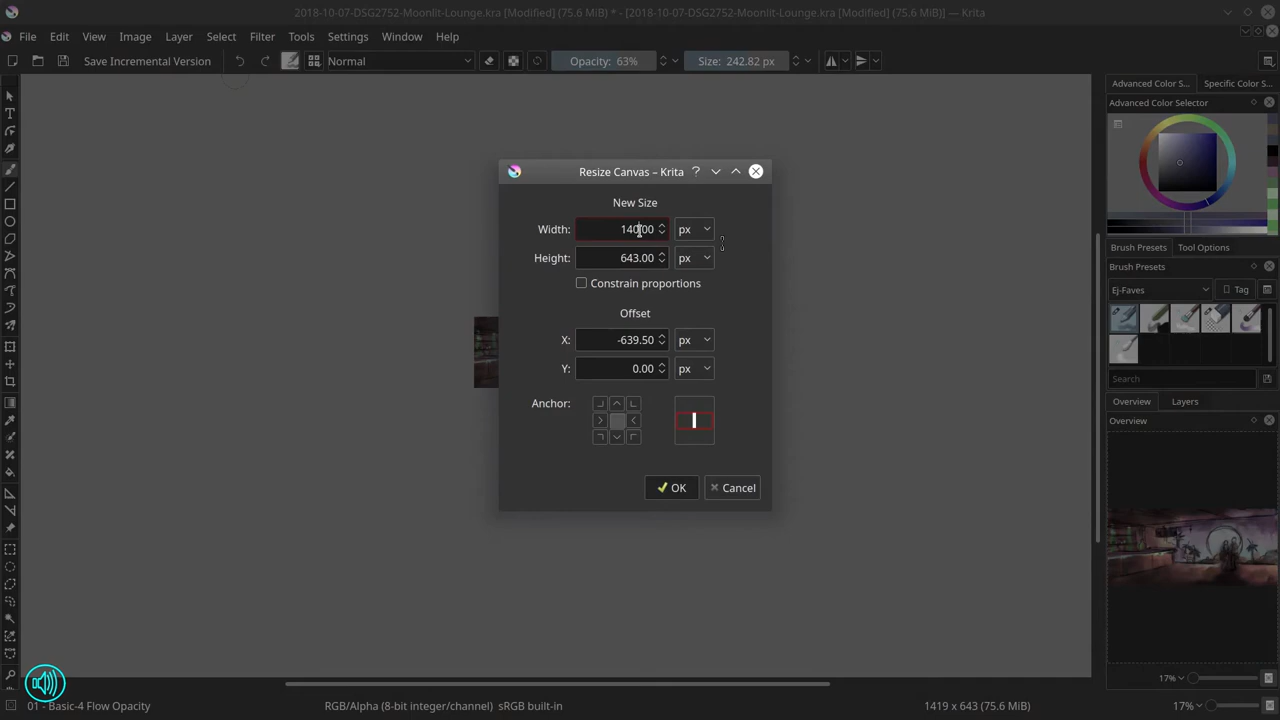 2018-10-07-DSG2752-Moonlit-Lounge.kra [Modified] (75.6 MiB) * - [2018-10-07-DSG2752-Moonlit-Lounge.kra [Modified] (75.6 MiB)] — Krita
File Edit View Image Layer Select Filter Tools Settings Window Help
Save Incremental Version Normal Opacity: 63% Size: 242.82 px
Advanced Color S... Specific Color S...
Advanced Color Selector
Resize Canvas – Krita
New Size
Width: 140.00 px
Height: 643.00 px
Constrain proportions
Offset
X: -639.50 px
Y: 0.00 px
Anchor:
OK Cancel
Brush Presets Tool Options
Brush Presets
Ej-Faves Tag
Search
Overview Layers
Overview
17%
01 - Basic-4 Flow Opacity RGB/Alpha (8-bit integer/channel) sRGB built-in 1419 x 643 (75.6 MiB) 17%